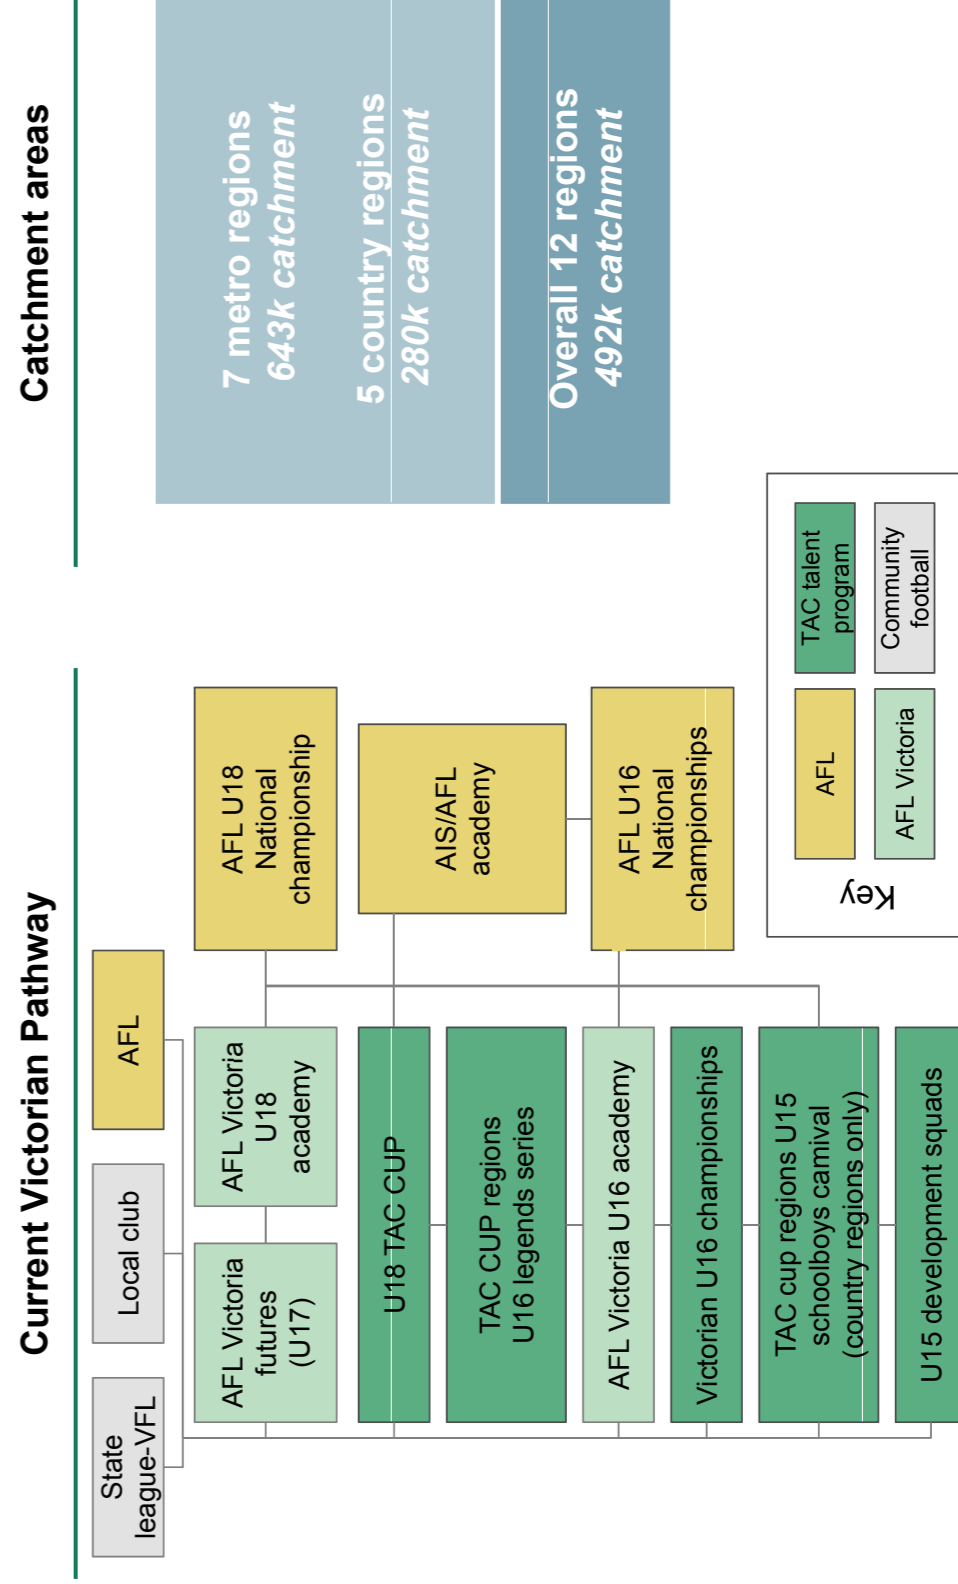 Current Victorian Pathway
State
league-VFL
Local club
AFL
AFL Victoria
futures
(U17)
AFL Victoria
U18
academy
AFL U18
National
championship
U18 TAC CUP
TAC CUP regions
U16 legends series
AIS/AFL
academy
AFL Victoria U16 academy
Victorian U16 championships
AFL U16
National
championships
TAC cup regions U15
schoolboys camival
(country regions only)
U15 development squads
Key
AFL
TAC talent
program
AFL Victoria
Community
football
Catchment areas
7 metro regions
643k catchment
5 country regions
280k catchment
Overall 12 regions
492k catchment